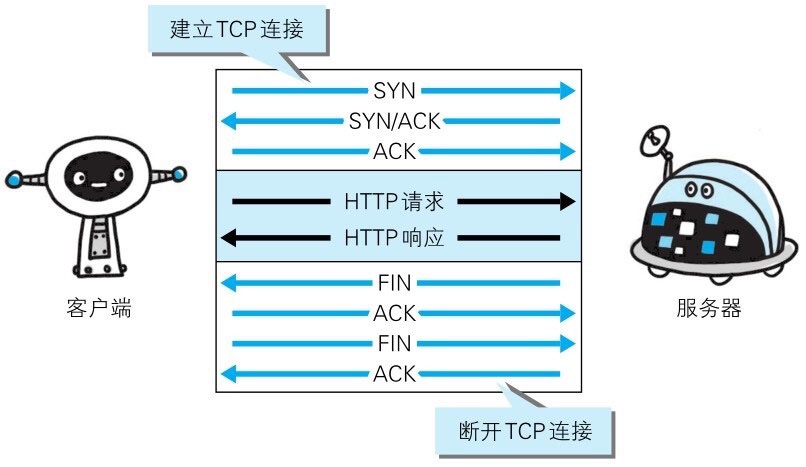 建立TCP连接
SYN
SYN/ACK
ACK
HTTP请求
HTTP响应
FIN
ACK
FIN
ACK
客户端
服务器
断开TCP连接